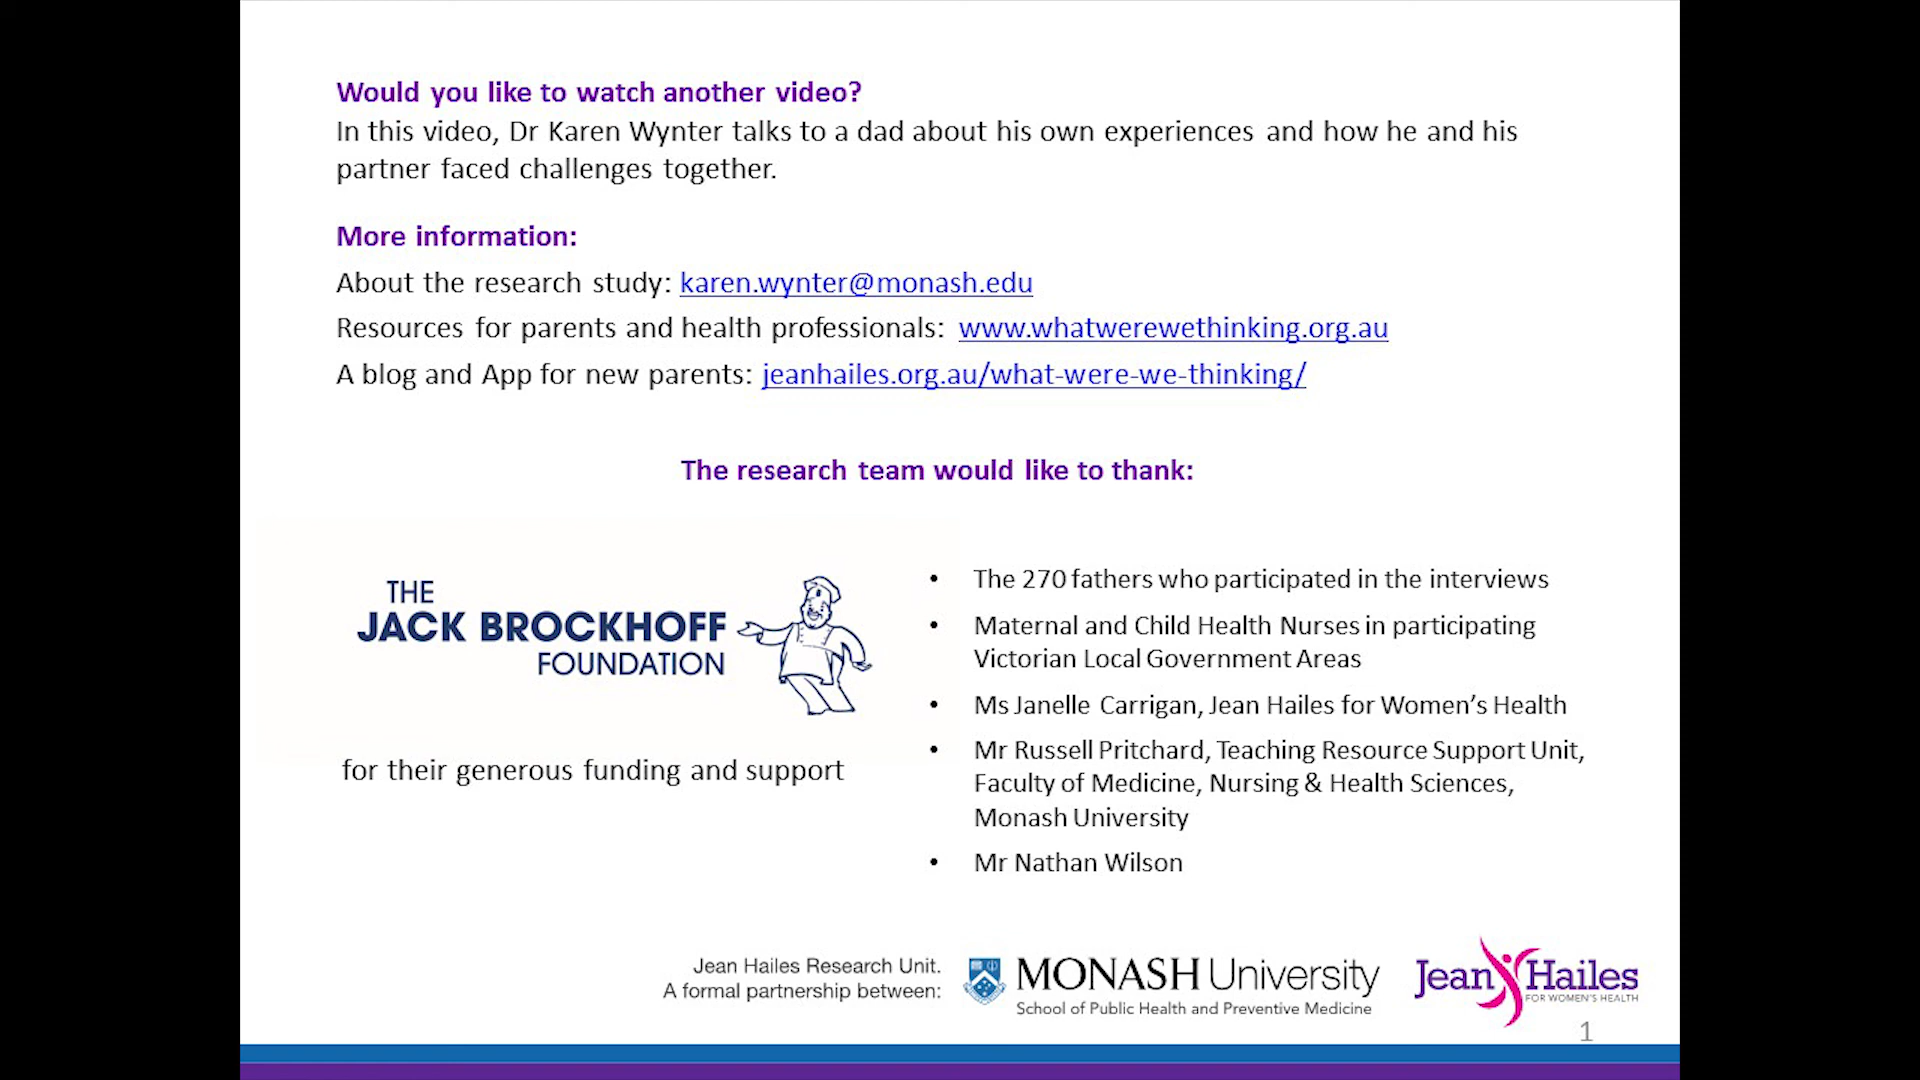 Would you like to watch another video?
In this video, Dr Karen Wynter talks to a dad about his own experiences and how he and his
partner faced challenges together.
More information:
About the research study: karen.wynter@monash.edu
Resources for parents and health professionals: www.whatwerewethinking.org.au
A blog and App for new parents: jeanhailes.org.au/what-were-we-thinking/
The research team would like to thank:
THE
JACK BROCKHOFF
FOUNDATION
for their generous funding and support
• The 270 fathers who participated in the interviews
• Maternal and Child Health Nurses in participating
Victorian Local Government Areas
• Ms Janelle Carrigan, Jean Hailes for Women’s Health
• Mr Russell Pritchard, Teaching Resource Support Unit,
Faculty of Medicine, Nursing & Health Sciences,
Monash University
• Mr Nathan Wilson
Jean Hailes Research Unit.
A formal partnership between:
MONASH University
School of Public Health and Preventive Medicine
Jean Hailes
FOR WOMEN'S HEALTH
1